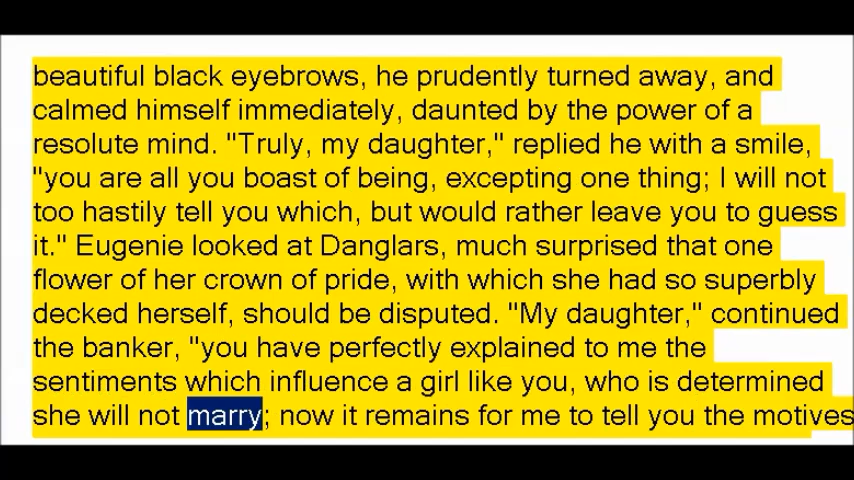 beautiful black eyebrows, he prudently turned away, and
calmed himself immediately, daunted by the power of a
resolute mind. "Truly, my daughter," replied he with a smile,
"you are all you boast of being, excepting one thing; I will not
too hastily tell you which, but would rather leave you to guess
it." Eugenie looked at Danglars, much surprised that one
flower of her crown of pride, with which she had so superbly
decked herself, should be disputed. "My daughter," continued
the banker, "you have perfectly explained to me the
sentiments which influence a girl like you, who is determined
she will not marry; now it remains for me to tell you the motives